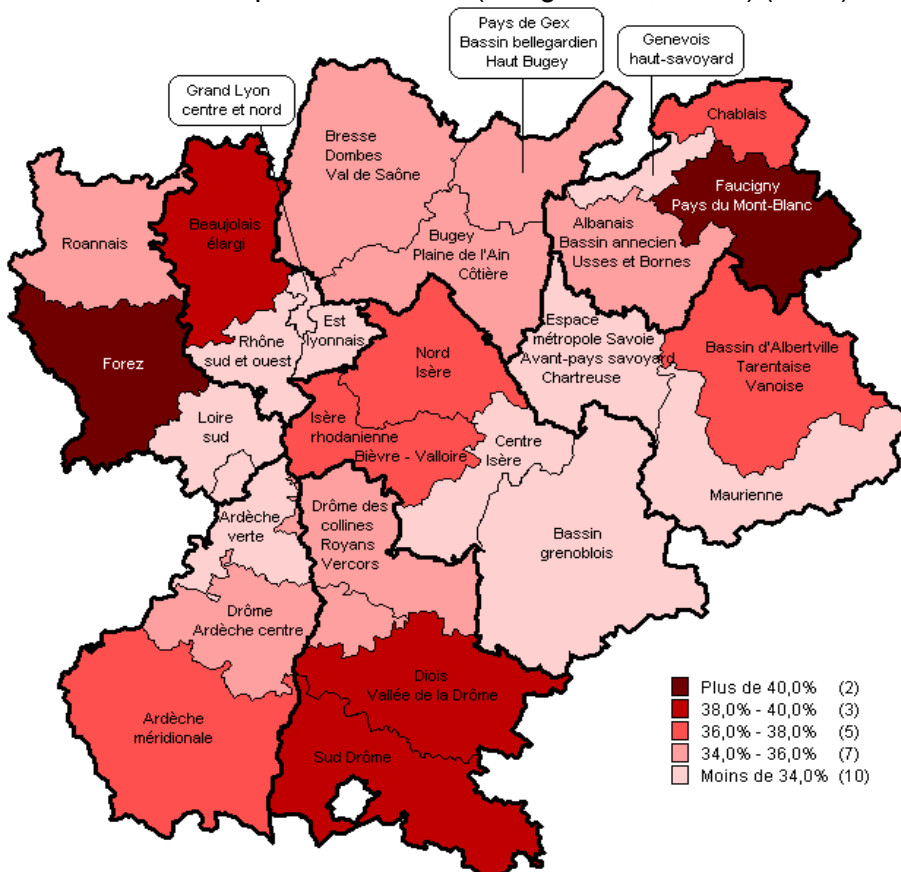 Pays de Gex
Bassin bellegardien
Haut Bugey
Genevois
haut-savoyard
Grand Lyon
centre et nord
Chablais
Bresse
Dombes
Val de Saône
Faucigny
Pays du Mont-Blanc
Beaujolais
élargi
Roannais
Albanais
Bassin annecien
Usses et Bornes
Bugey
Plaine de l'Ain
Côtière
Est
lyonnais
Rhône
sud et ouest
Espace
métropole Savoie
Avant-pays savoyard
Chartreuse
Bassin d'Albertville
Tarentaise
Vanoise
Forez
Nord
Isère
Loire
sud
Isère
rhodanienne
Bièvre - Valloire
Centre
Isère
Maurienne
Ardèche
verte
Drôme des
collines
Royans
Vercors
Bassin
grenoblois
Drôme
Ardèche centre
Diois
Vallée de la Drôme
Ardèche
méridionale
Sud Drôme
Plus de 40,0% (2)
38,0% - 40,0% (3)
36,0% - 38,0% (5)
34,0% - 36,0% (7)
Moins de 34,0% (10)